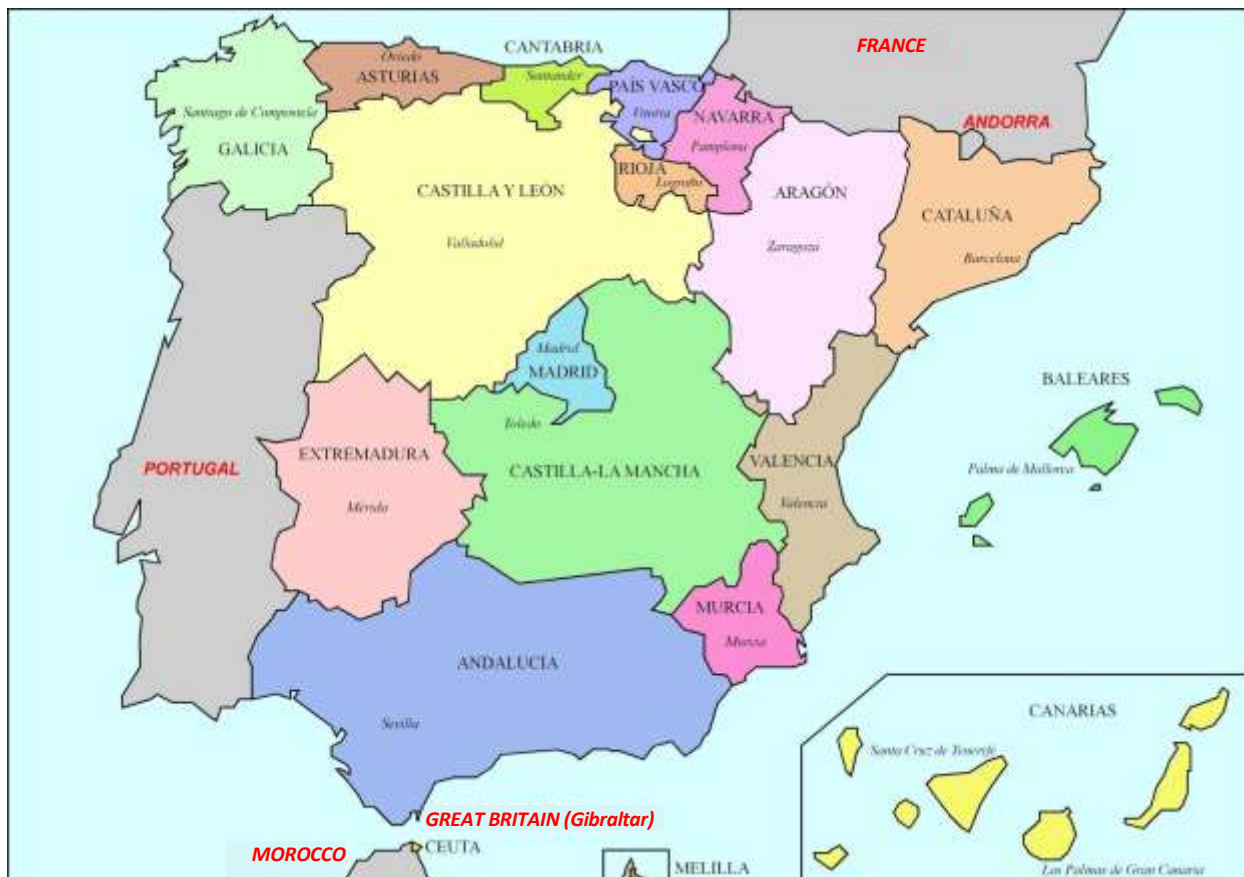 FRANCE
CANTABRIA
Oviedo
ASTURIAS
Santander
PAÍS VASCO
Vitoria
NAVARRA
Pamplona
ANDORRA
Santiago de Compostela
GALICIA
RIOJA
Logroño
CASTILLA Y LEÓN
Valladolid
ARAGÓN
Zaragoza
CATALUÑA
Barcelona
Madrid
MADRID
BALEARES
Toledo
EXTREMADURA
CASTILLA-LA MANCHA
VALENCIA
Palma de Mallorca
PORTUGAL
Mérida
Valencia
MURCIA
Murcia
ANDALUCÍA
Sevilla
CANARIAS
Santa Cruz de Tenerife
GREAT BRITAIN (Gibraltar)
CEUTA
MOROCCO
MELILLA
Las Palmas de Gran Canaria